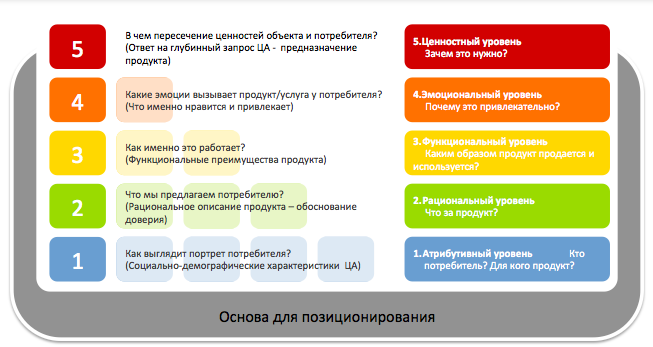 5
В чем пересечение ценностей объекта и потребителя?
(Ответ на глубинный запрос ЦА - предназначение
продукта)
5.Ценностный уровень
Зачем это нужно?
4
Какие эмоции вызывает продукт/услуга у потребителя?
(Что именно нравится и привлекает)
4.Эмоциональный уровень
Почему это привлекательно?
3
Как именно это работает?
(Функциональные преимущества продукта)
3.Функциональный уровень
Каким образом продукт продается и
используется?
2
Что мы предлагаем потребителю?
(Рациональное описание продукта – обоснование
доверия)
2.Рациональный уровень
Что за продукт?
1
Как выглядит портрет потребителя?
(Социально-демографические характеристики ЦА)
1.Атрибутивный уровень Кто
потребитель? Для кого продукт?
Основа для позиционирования